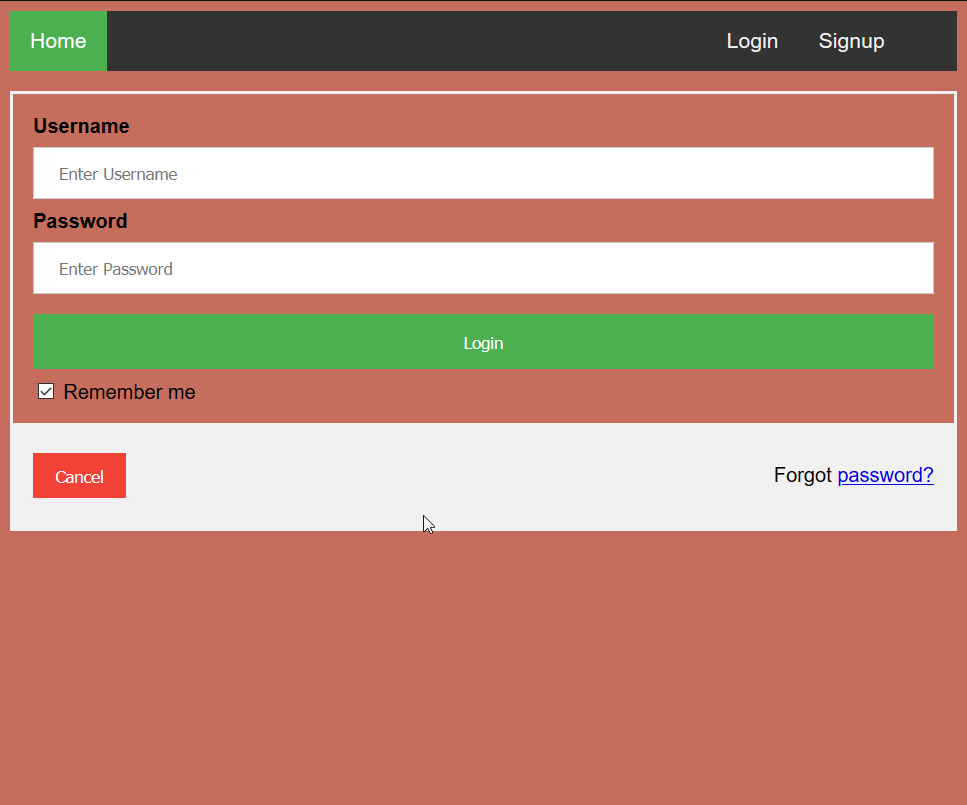 Home Login Signup
Username
Enter Username
Password
Enter Password
Login
Remember me
Cancel Forgot password?